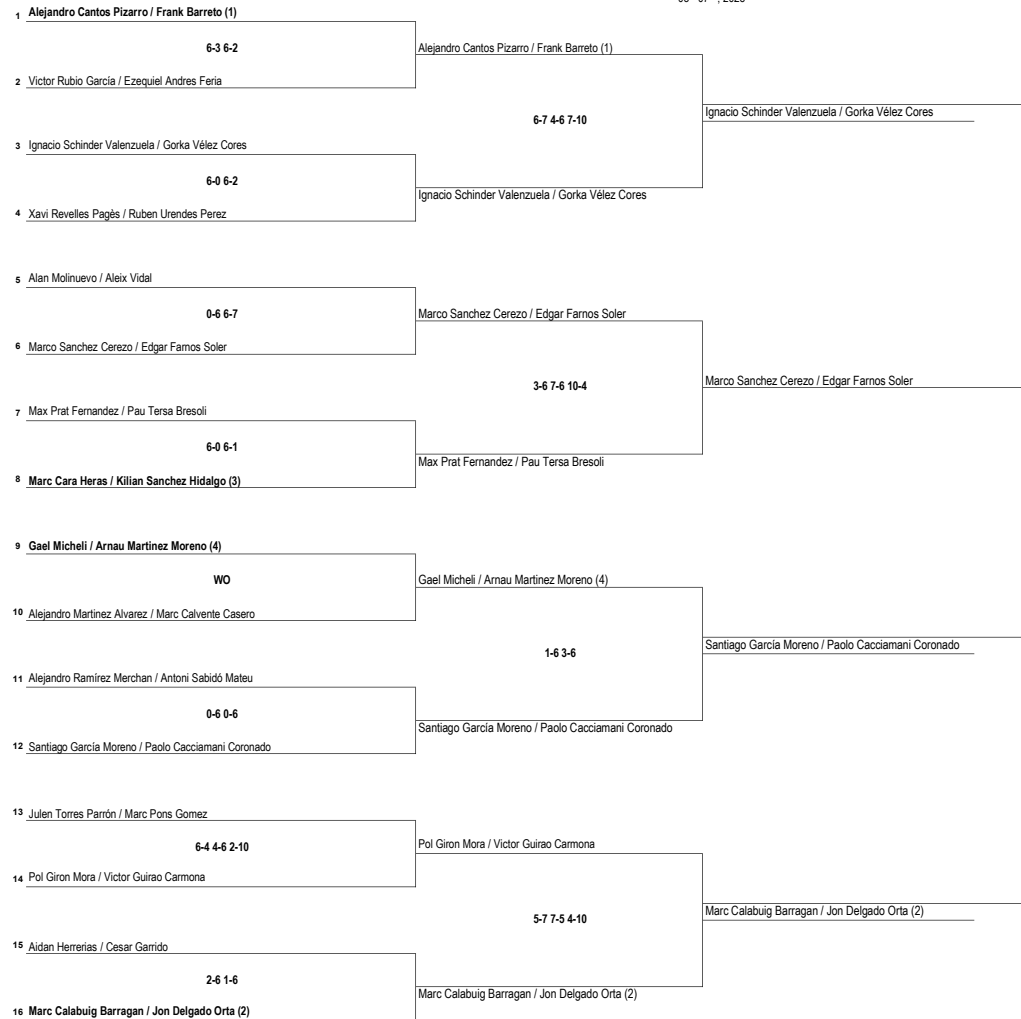 1 Alejandro Cantos Pizarro / Frank Barreto (1)
6-3 6-2
Alejandro Cantos Pizarro / Frank Barreto (1)
2 Victor Rubio García / Ezequiel Andres Feria
6-7 4-6 7-10
Ignacio Schinder Valenzuela / Gorka Vélez Cores
3 Ignacio Schinder Valenzuela / Gorka Vélez Cores
6-0 6-2
Ignacio Schinder Valenzuela / Gorka Vélez Cores
4 Xavi Revelles Pagès / Ruben Urendes Perez
5 Alan Molinuevo / Aleix Vidal
0-6 6-7
Marco Sanchez Cerezo / Edgar Farnos Soler
6 Marco Sanchez Cerezo / Edgar Farnos Soler
3-6 7-6 10-4
Marco Sanchez Cerezo / Edgar Farnos Soler
7 Max Prat Fernandez / Pau Tersa Bresoli
6-0 6-1
Max Prat Fernandez / Pau Tersa Bresoli
8 Marc Cara Heras / Kilian Sanchez Hidalgo (3)
9 Gael Micheli / Arnau Martinez Moreno (4)
WO
Gael Micheli / Arnau Martinez Moreno (4)
10 Alejandro Martinez Alvarez / Marc Calvente Casero
1-6 3-6
Santiago García Moreno / Paolo Cacciamani Coronado
11 Alejandro Ramírez Merchan / Antoni Sabidó Mateu
0-6 0-6
Santiago García Moreno / Paolo Cacciamani Coronado
12 Santiago García Moreno / Paolo Cacciamani Coronado
13 Julen Torres Parrón / Marc Pons Gomez
6-4 4-6 2-10
Pol Giron Mora / Victor Guirao Carmona
14 Pol Giron Mora / Victor Guirao Carmona
5-7 7-5 4-10
Marc Calabuig Barragan / Jon Delgado Orta (2)
15 Aidan Herrerias / Cesar Garrido
2-6 1-6
Marc Calabuig Barragan / Jon Delgado Orta (2)
16 Marc Calabuig Barragan / Jon Delgado Orta (2)